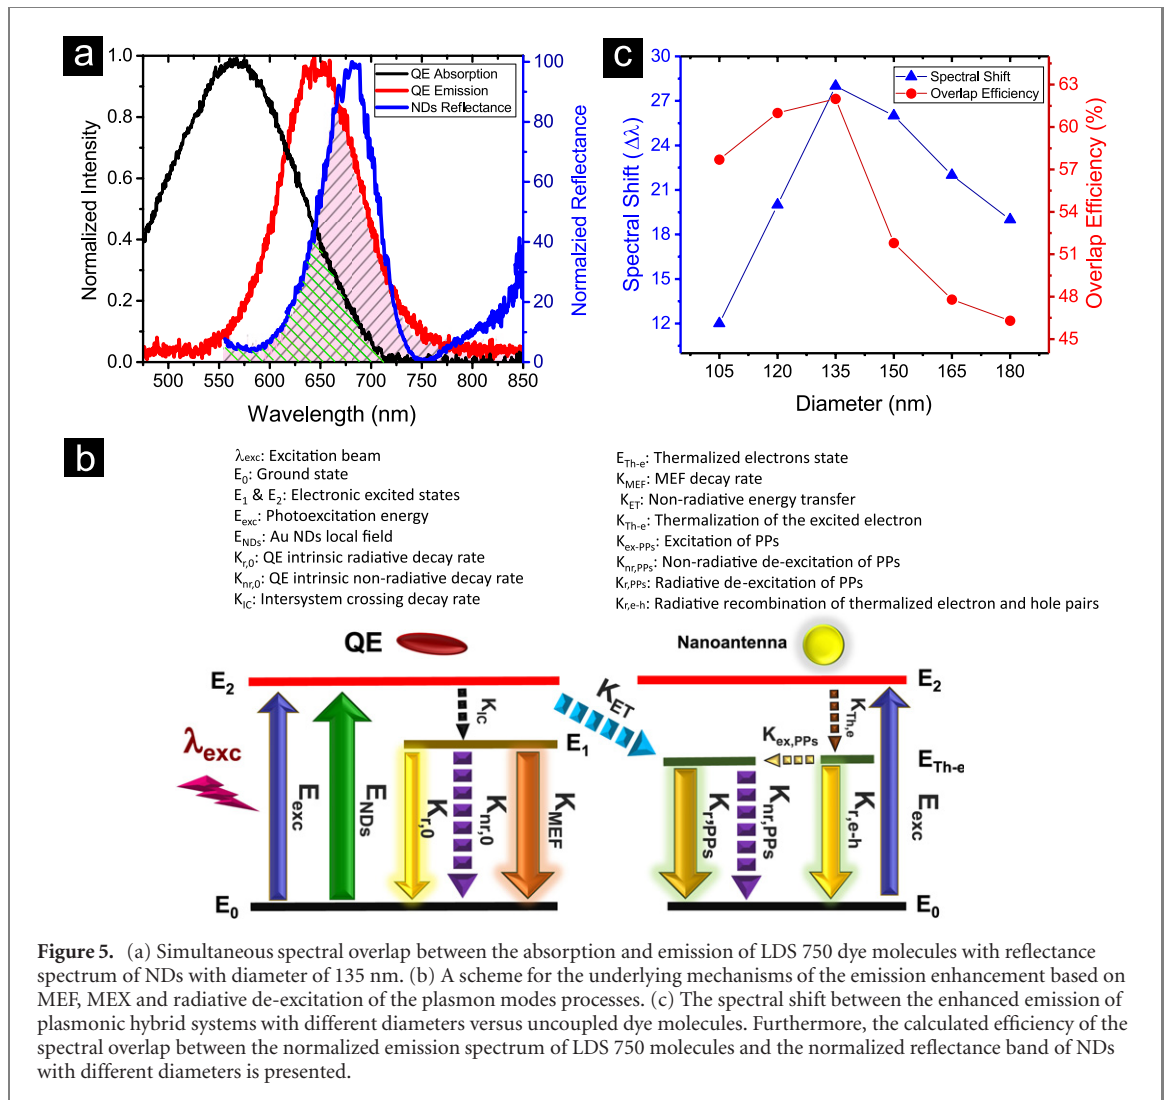 a
1.0
0.8
0.6
0.4
0.2
0.0
Normalized Intensity
QE Absorption
QE Emission
NDs Reflectance
100
80
60
40
20
0
Normalzied Reflectance
500 550 600 650 700 750 800 850
Wavelength (nm)
c
30
27
24
21
18
15
12
Spectral Shift (Δλ)
Spectral Shift
Overlap Efficiency
63
60
57
54
51
48
45
Overlap Efficiency (%)
105 120 135 150 165 180
Diameter (nm)
b
λexc: Excitation beam
E0: Ground state
E1 & E2: Electronic excited states
Eexc: Photoexcitation energy
ENDs: Au NDs local field
Kr,0: QE intrinsic radiative decay rate
Knr,0: QE intrinsic non-radiative decay rate
KIC: Intersystem crossing decay rate
ETh-e: Thermalized electrons state
KMEF: MEF decay rate
KET: Non-radiative energy transfer
KTh-e: Thermalization of the excited electron
Kex-PPs: Excitation of PPs
Knr,PPs: Non-radiative de-excitation of PPs
Kr,PPs: Radiative de-excitation of PPs
Kr,e-h: Radiative recombination of thermalized electron and hole pairs
QE
Nanoantenna
E2
E2
KIC
KET
KTh,e
λexc
Kex,PPs
E1
ETh-e
Eexc
ENDs
Kr,0
Knr,0
KMEF
Kr,PPs
Knr,PPs
Kr,e-h
Eexc
E0
E0
Figure 5. (a) Simultaneous spectral overlap between the absorption and emission of LDS 750 dye molecules with reflectance
spectrum of NDs with diameter of 135 nm. (b) A scheme for the underlying mechanisms of the emission enhancement based on
MEF, MEX and radiative de-excitation of the plasmon modes processes. (c) The spectral shift between the enhanced emission of
plasmonic hybrid systems with different diameters versus uncoupled dye molecules. Furthermore, the calculated efficiency of the
spectral overlap between the normalized emission spectrum of LDS 750 molecules and the normalized reflectance band of NDs
with different diameters is presented.